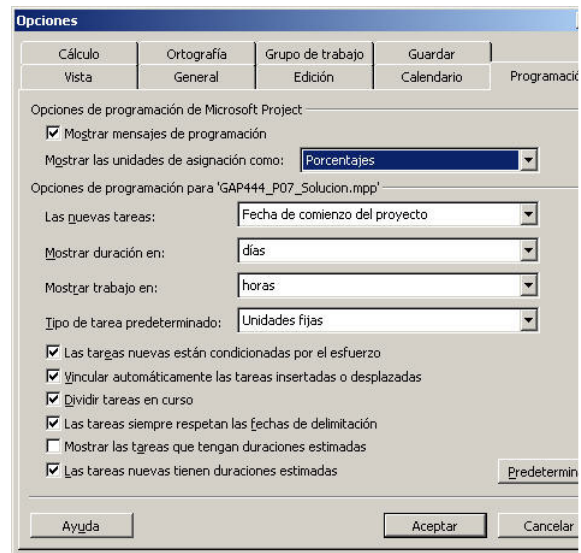 Opciones
Cálculo Ortografía Grupo de trabajo Guardar
Vista General Edición Calendario Programació
Opciones de programación de Microsoft Project
Mostrar mensajes de programación
Mostrar las unidades de asignación como: Porcentajes
Opciones de programación para 'GAP444_P07_Solucion.mpp'
Las nuevas tareas: Fecha de comienzo del proyecto
Mostrar duración en: días
Mostrar trabajo en: horas
Tipo de tarea predeterminado: Unidades fijas
Las tareas nuevas están condicionadas por el esfuerzo
Vincular automáticamente las tareas insertadas o desplazadas
Dividir tareas en curso
Las tareas siempre respetan las fechas de delimitación
Mostrar las tareas que tengan duraciones estimadas
Las tareas nuevas tienen duraciones estimadas
Predetermin
Ayuda Aceptar Cancelar